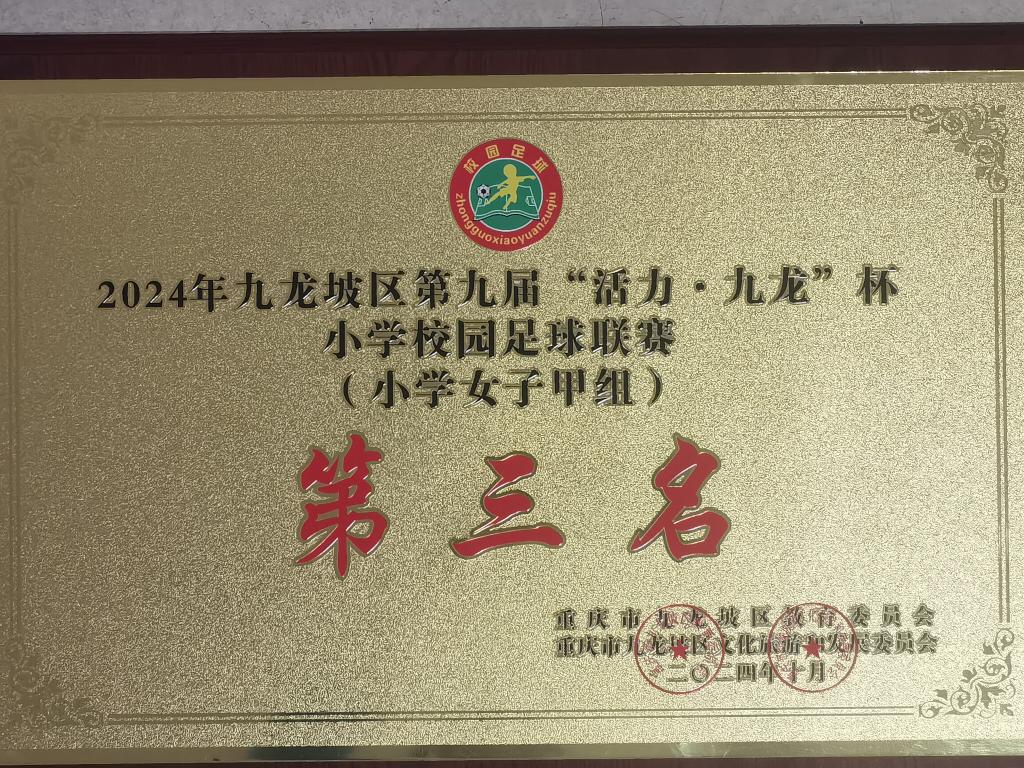 校园足球
zhongguoxiaoyuanzuqiu
2024年九龙坡区第九届“活力·九龙”杯
小学校园足球联赛
（小学女子甲组）
第三名
重庆市九龙坡区教育委员会
重庆市九龙坡区文化旅游和发展委员会
二〇二四年十月